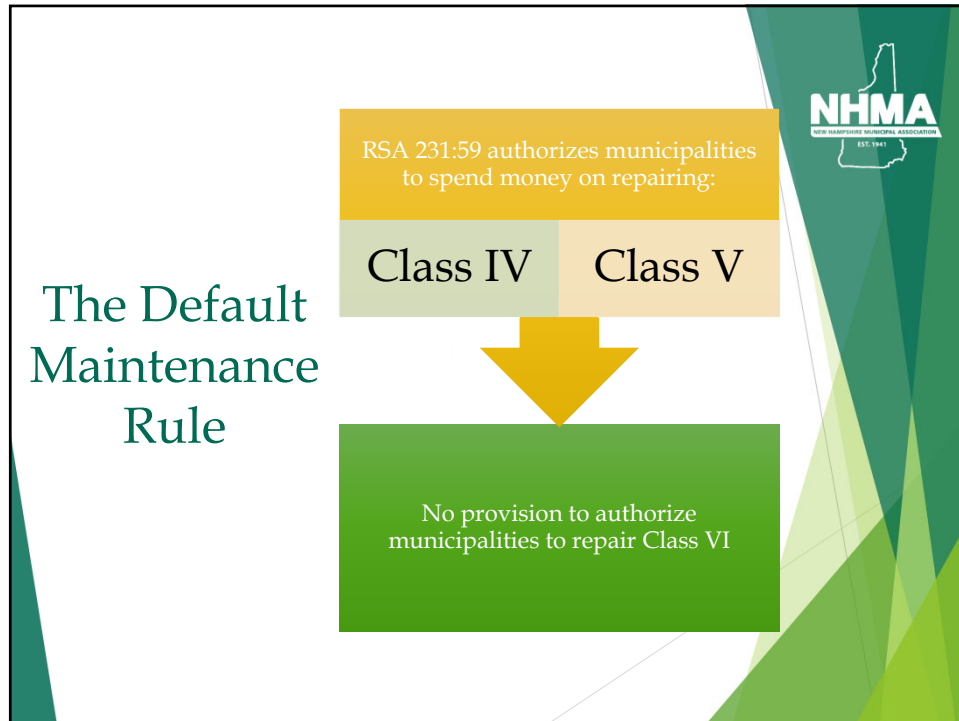 NHMA
NEW HAMPSHIRE MUNICIPAL ASSOCIATION
EST. 1941
The Default
Maintenance
Rule
RSA 231:59 authorizes municipalities
to spend money on repairing:
Class IV
Class V
No provision to authorize
municipalities to repair Class VI